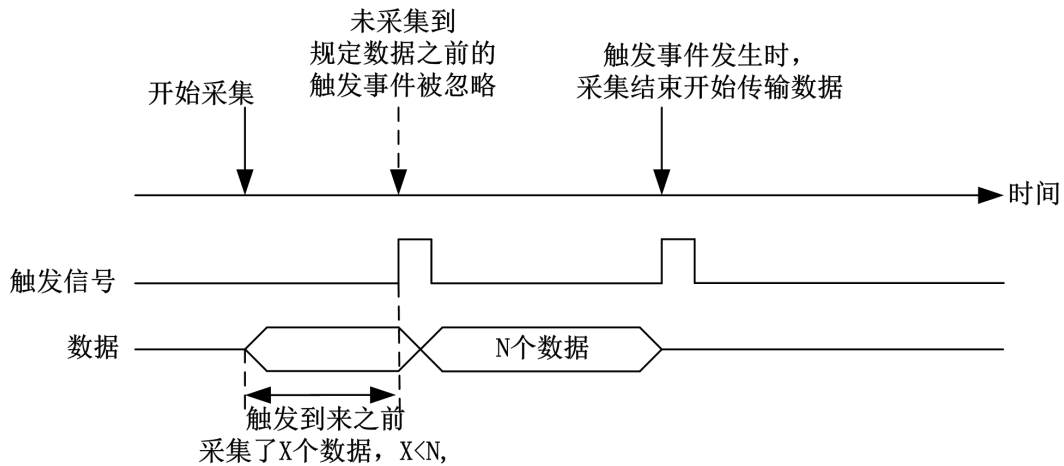 未采集到
规定数据之前的
触发事件被忽略
触发事件发生时，
采集结束开始传输数据
开始采集
时间
触发信号
数据
N个数据
触发到来之前
采集了X个数据，X<N,